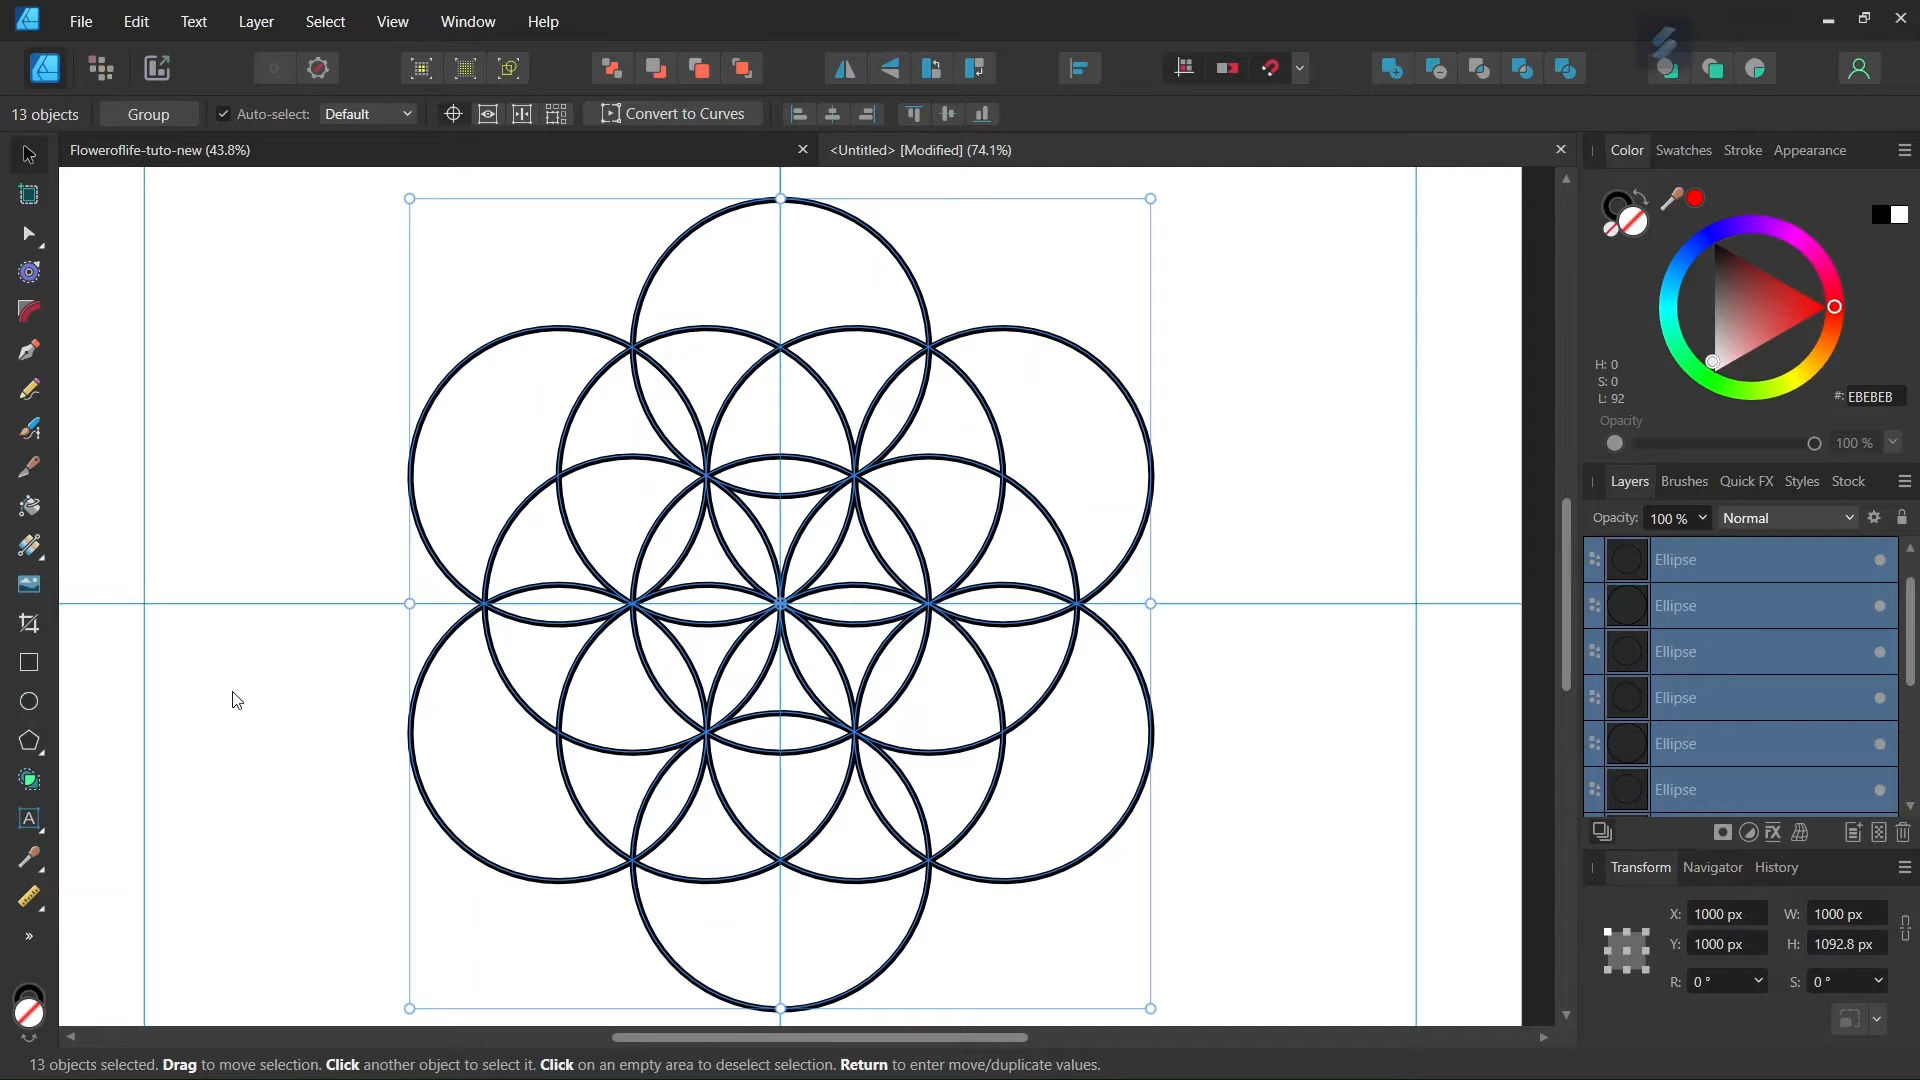 File Edit Text Layer Select View Window Help
13 objects Group Auto-select: Default Convert to Curves
Floweroflife-tuto-new (43.8%) <Untitled> [Modified] (74.1%)
Color Swatches Stroke Appearance
H: 0
S: 0
L: 92
#: EBEBEB
Opacity
100 %
Layers Brushes Quick FX Styles Stock
Opacity: 100 % Normal
Ellipse
Ellipse
Ellipse
Ellipse
Ellipse
Ellipse
Transform Navigator History
X: 1000 px W: 1000 px
Y: 1000 px H: 1092.8 px
R: 0 ° S: 0 °
13 objects selected. Drag to move selection. Click another object to select it. Click on an empty area to deselect selection. Return to enter move/duplicate values.